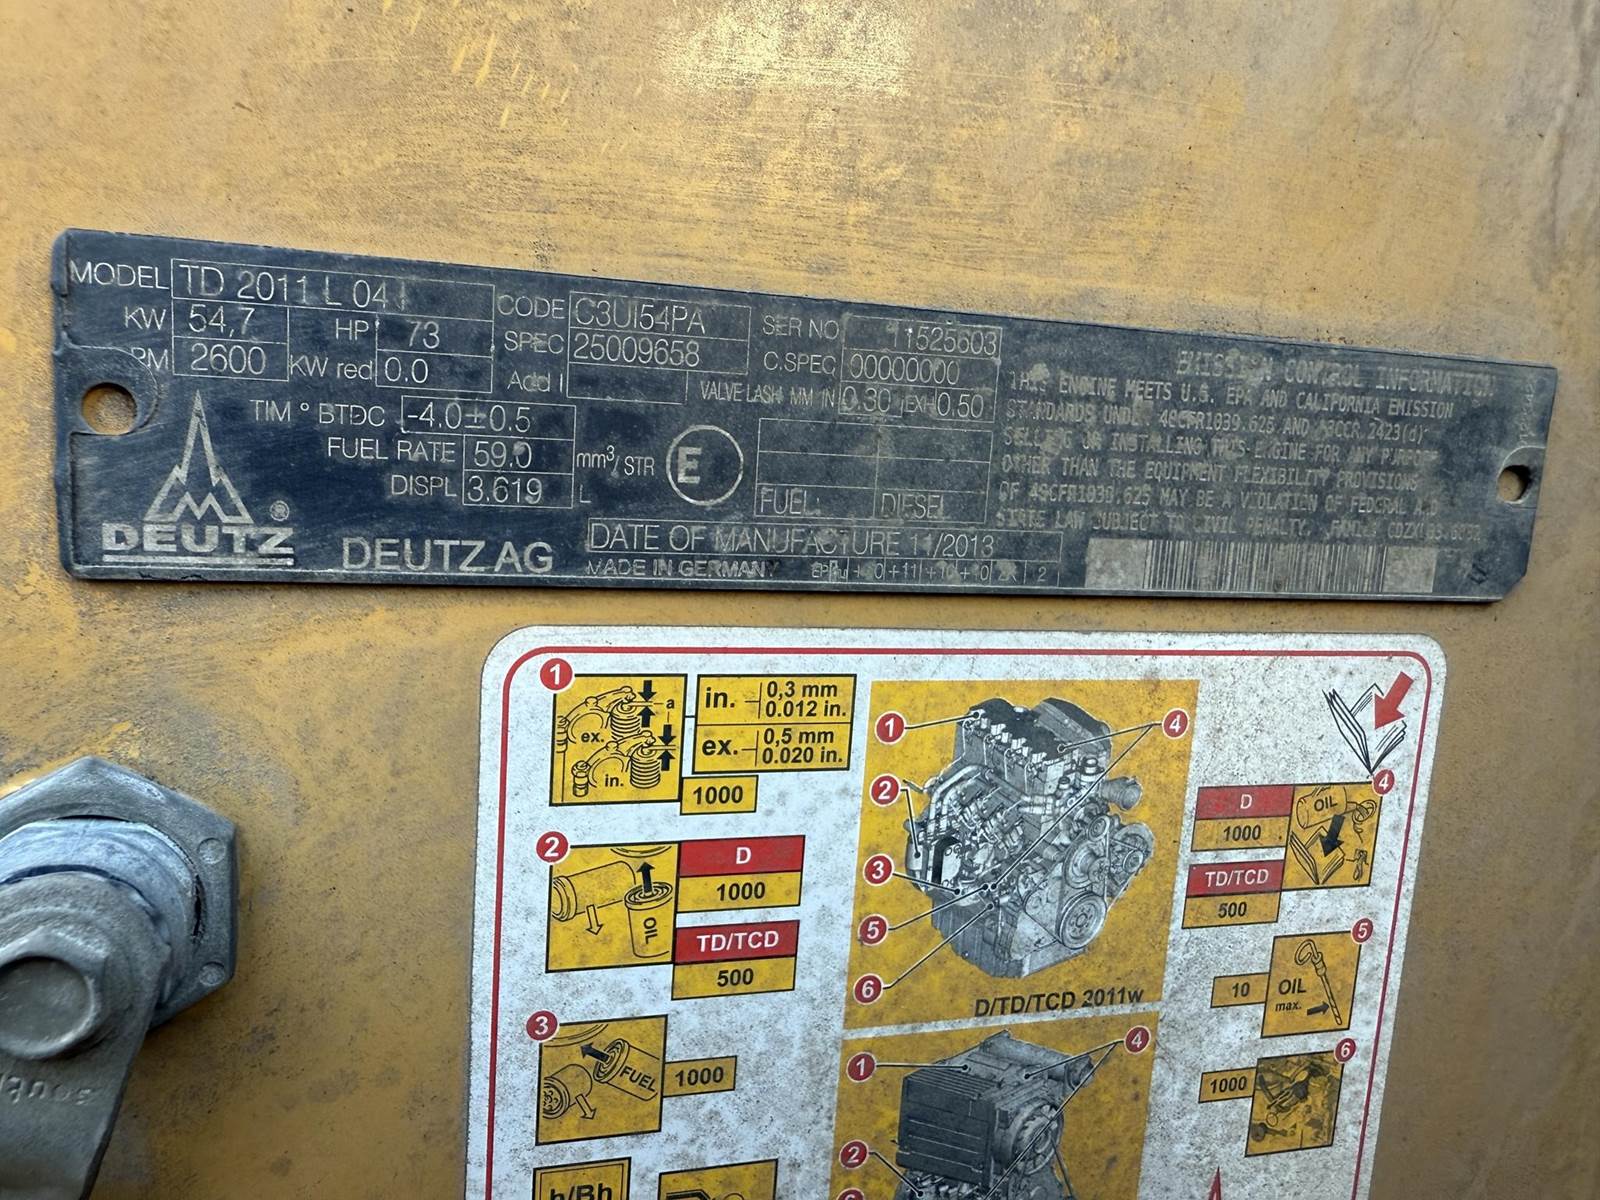 MODEL TD 2011 L 04 I
KW 54,7 HP 73
RPM 2600 KW red 0.0
CODE C3UI54PA
SPEC 25009658
Add I
SER NO 11525603
C.SPEC 00000000
VALVE LASH MM IN 0.30 EXH 0.50
TIM ° BTDC -4.0±0.5
FUEL RATE 59.0 mm³/STR
DISPL 3.619 L
E
FUEL: DIESEL
DEUTZ ®
DEUTZ AG
DATE OF MANUFACTURE 11/2013
MADE IN GERMANY
EMISSION CONTROL INFORMATION
THIS ENGINE MEETS U.S. EPA AND CALIFORNIA EMISSION
STANDARDS UNDER 40CFR1039.625 AND 13CCR 2423(d)
SELLING OR INSTALLING THIS ENGINE FOR ANY PURPOSE
OTHER THAN THE EQUIPMENT FLEXIBILITY PROVISIONS
OF 40CFR1039.625 MAY BE A VIOLATION OF FEDERAL AND
STATE LAW SUBJECT TO CIVIL PENALTY.
1
ex.
in.
a
in. 0,3 mm
0.012 in.
ex. 0,5 mm
0.020 in.
1000
2
OIL
D
1000
TD/TCD
500
3
FUEL
1000
h/Bh
1
2
3
5
6
4
D/TD/TCD 2011w
1
2
6
4
4
D
1000
OIL
TD/TCD
500
5
10
OIL
max.
6
1000